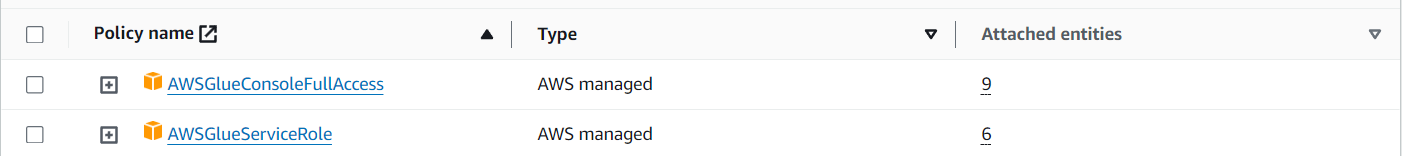 Policy name Type Attached entities
AWSGlueConsoleFullAccess AWS managed 9
AWSGlueServiceRole AWS managed 6